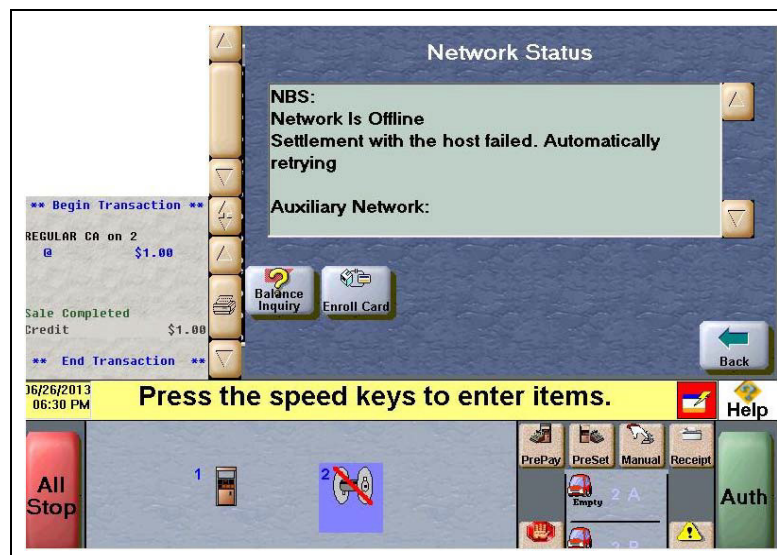 Network Status
NBS:
Network Is Offline
Settlement with the host failed. Automatically
retrying
Auxiliary Network:
** Begin Transaction **
REGULAR CA on 2
@ $1.00
Sale Completed
Credit $1.00
** End Transaction **
Balance
Inquiry
Enroll Card
Back
06/26/2013
06:30 PM
Press the speed keys to enter items.
Help
All
Stop
1
2
PrePay
PreSet
Manual
Receipt
Empty
2 A
2 B
Auth